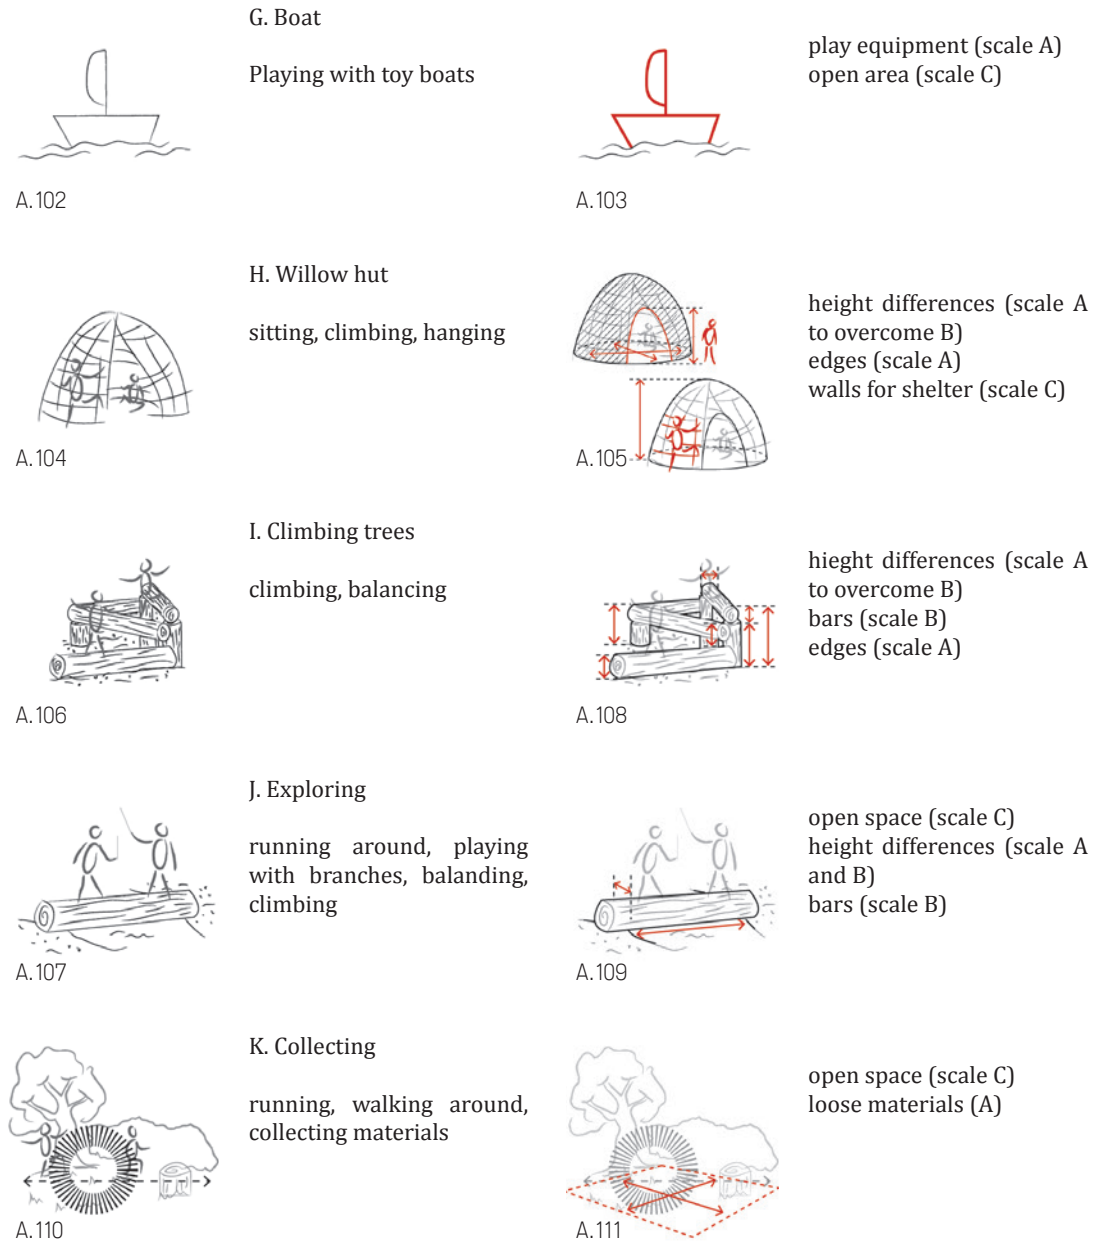 G. Boat
Playing with toy boats
play equipment (scale A)
open area (scale C)
A.102
A.103
H. Willow hut
sitting, climbing, hanging
height differences (scale A
to overcome B)
edges (scale A)
walls for shelter (scale C)
A.104
A.105
I. Climbing trees
climbing, balancing
hieght differences (scale A
to overcome B)
bars (scale B)
edges (scale A)
A.106
A.108
J. Exploring
running around, playing
with branches, balanding,
climbing
open space (scale C)
height differences (scale A
and B)
bars (scale B)
A.107
A.109
K. Collecting
running, walking around,
collecting materials
open space (scale C)
loose materials (A)
A.110
A.111